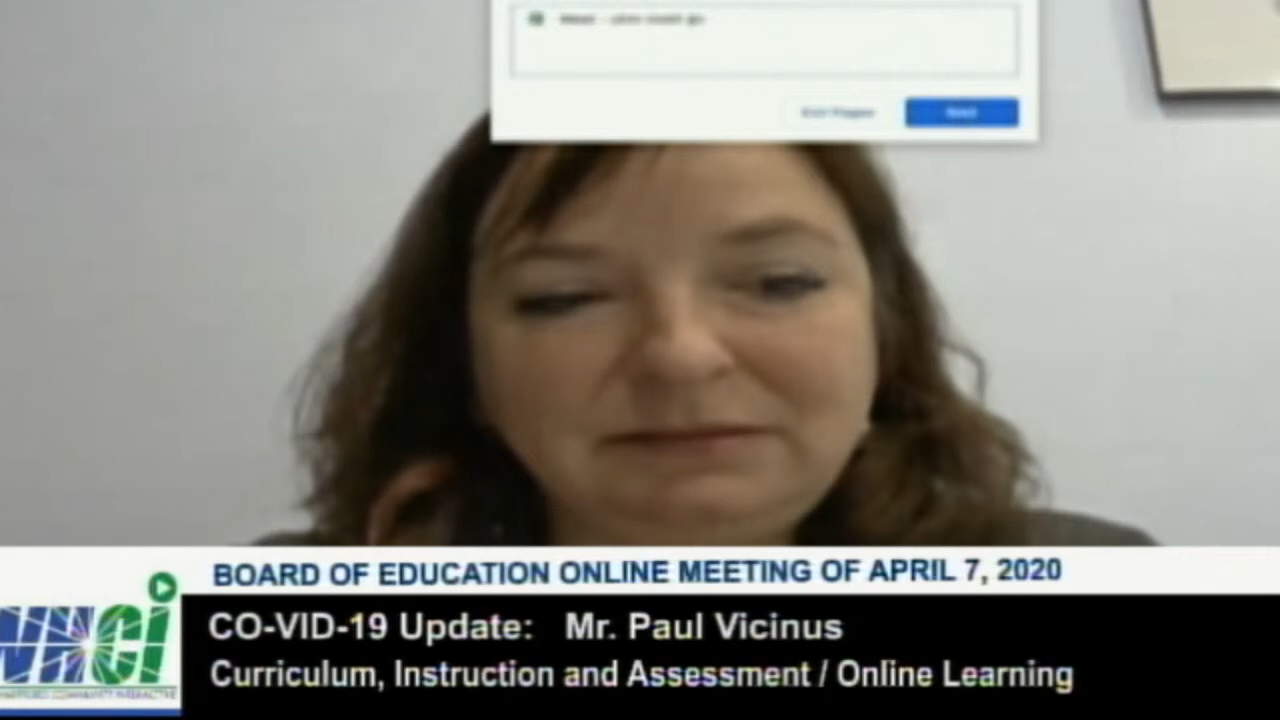 BOARD OF EDUCATION ONLINE MEETING OF APRIL 7, 2020
WHCi
CO-VID-19 Update: Mr. Paul Vicinus
Curriculum, Instruction and Assessment / Online Learning